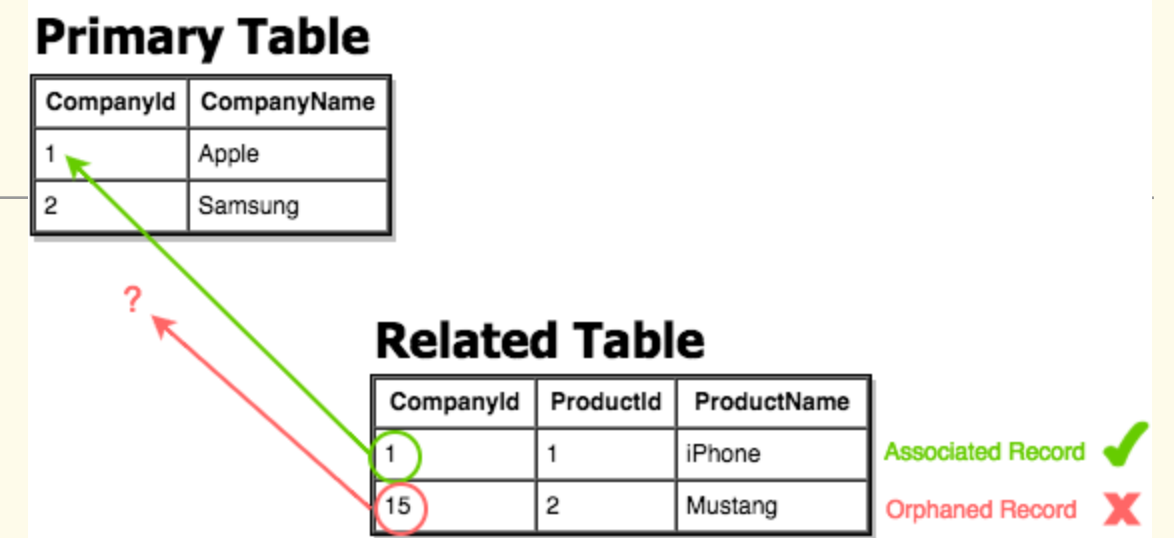 Primary Table
CompanyId CompanyName
1 Apple
2 Samsung
?
Related Table
CompanyId ProductId ProductName
1 1 iPhone Associated Record
15 2 Mustang Orphaned Record